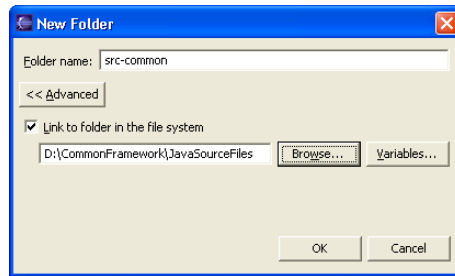 New Folder
Folder name: src-common
<< Advanced
Link to folder in the file system
D:\CommonFramework\JavaSourceFiles Browse... Variables...
OK Cancel